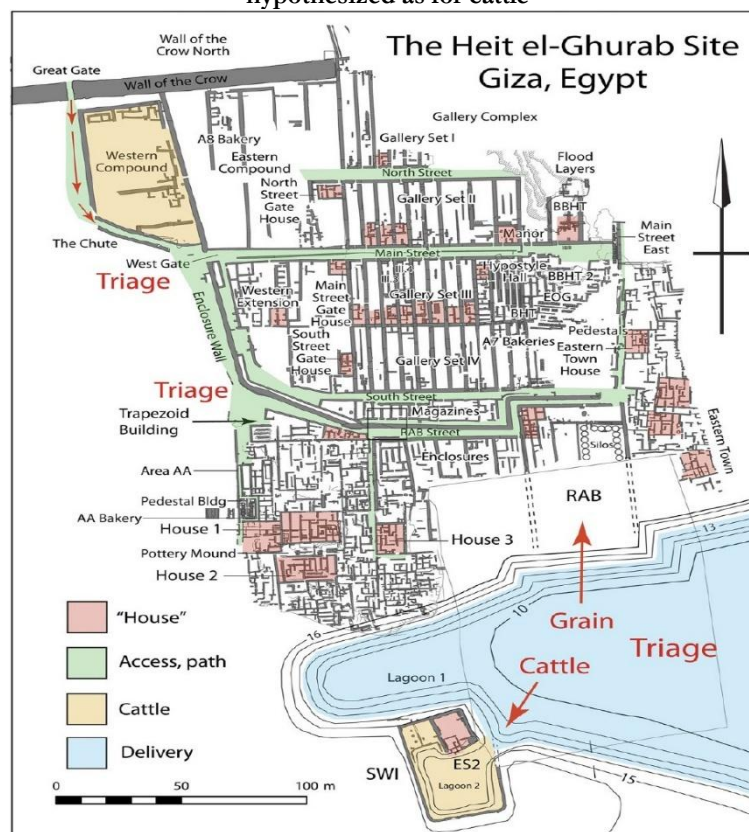 hypothesized as for cattle
The Heit el-Ghurab Site
Giza, Egypt
Wall of the
Crow North
Great Gate
Wall of the Crow
Gallery Complex
Gallery Set I
A8 Bakery
Eastern
Compound
Western
Compound
North Street
North
Street
Gate
House
Gallery Set II
Flood
Layers
BBHT
Manor
Main
Street
East
The Chute
West Gate
Main Street
Triage
Hypostyle
Hall
BBHT 2
EOG
BHT
Western
Extension
Main
Street
Gate
House
Gallery Set III
Enclosure Wall
South
Street
Gate
House
Gallery Set IV
A7 Bakeries
Pedestals
Eastern
Town
House
Triage
South Street
Magazines
Trapezoid
Building
RAB Street
Enclosures
Silos
Eastern Town
Area AA
Pedestal Bldg
AA Bakery
House 1
Pottery Mound
House 2
House 3
RAB
13
10
16
Grain
Triage
Cattle
Lagoon 1
"House"
Access, path
Cattle
Delivery
SWI
ES2
Lagoon 2
15
0
50
100 m